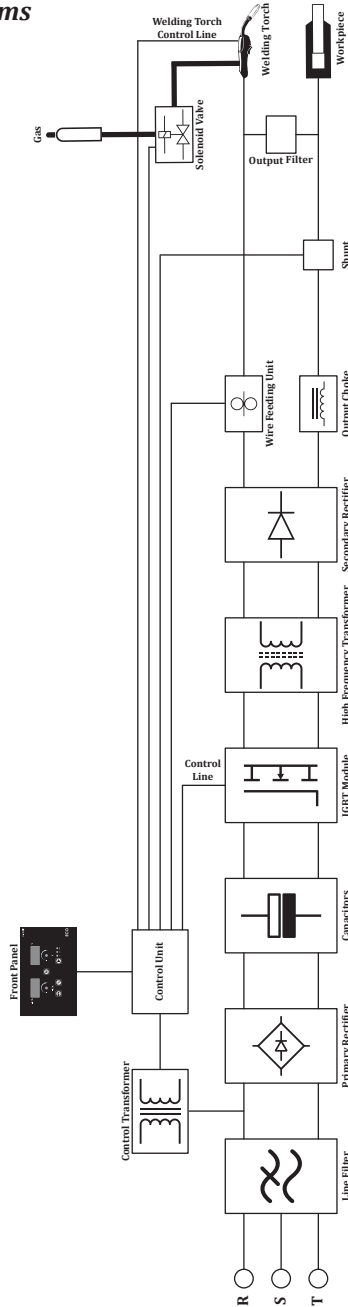 ms
Welding Torch
Control Line
Welding Torch
Workpiece
Gas
Solenoid Valve
Output Filter
Shunt
Wire Feeding Unit
Output Choke
Secondary Rectifier
High Frequency Transformer
Control
Line
IGBT Module
Front Panel
Control Unit
Capacitors
Control Transformer
Primary Rectifier
Line Filter
R
S
T